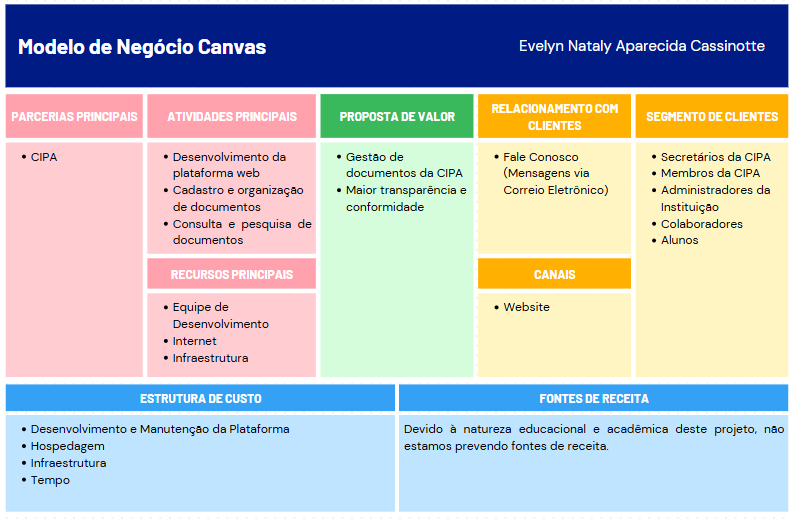 Modelo de Negócio Canvas
Evelyn Nataly Aparecida Cassinotte
PARCERIAS PRINCIPAIS
• CIPA
ATIVIDADES PRINCIPAIS
• Desenvolvimento da
plataforma web
• Cadastro e organização
de documentos
• Consulta e pesquisa de
documentos
RECURSOS PRINCIPAIS
• Equipe de
Desenvolvimento
• Internet
• Infraestrutura
PROPOSTA DE VALOR
• Gestão de
documentos da CIPA
• Maior transparência e
conformidade
RELACIONAMENTO COM
CLIENTES
• Fale Conosco
(Mensagens via
Correio Eletrônico)
CANAIS
• Website
SEGMENTO DE CLIENTES
• Secretários da CIPA
• Membros da CIPA
• Administradores da
Instituição
• Colaboradores
• Alunos
ESTRUTURA DE CUSTO
• Desenvolvimento e Manutenção da Plataforma
• Hospedagem
• Infraestrutura
• Tempo
FONTES DE RECEITA
Devido à natureza educacional e acadêmica deste projeto, não
estamos prevendo fontes de receita.